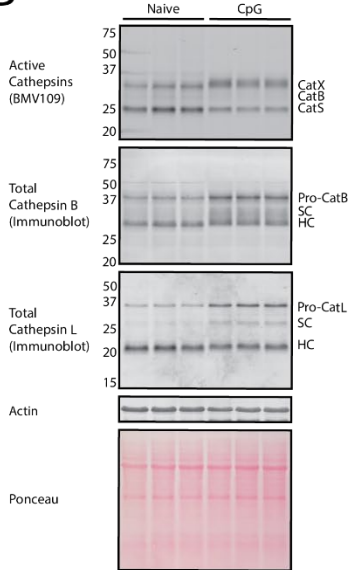 Naive CpG
75
50
37
25
20
Active
Cathepsins
(BMV109)
CatX
CatB
CatS
75
50
37
25
20
Total
Cathepsin B
(Immunoblot)
Pro-CatB
SC
HC
50
37
25
20
15
Total
Cathepsin L
(Immunoblot)
Pro-CatL
SC
HC
Actin
Ponceau